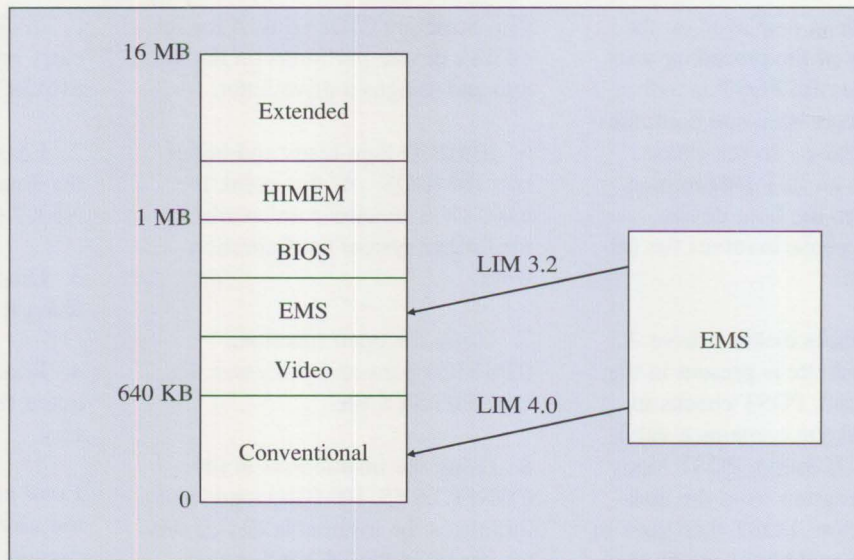 16 MB
Extended
HIMEM
1 MB
BIOS
LIM 3.2
EMS
EMS
Video
640 KB
LIM 4.0
Conventional
0